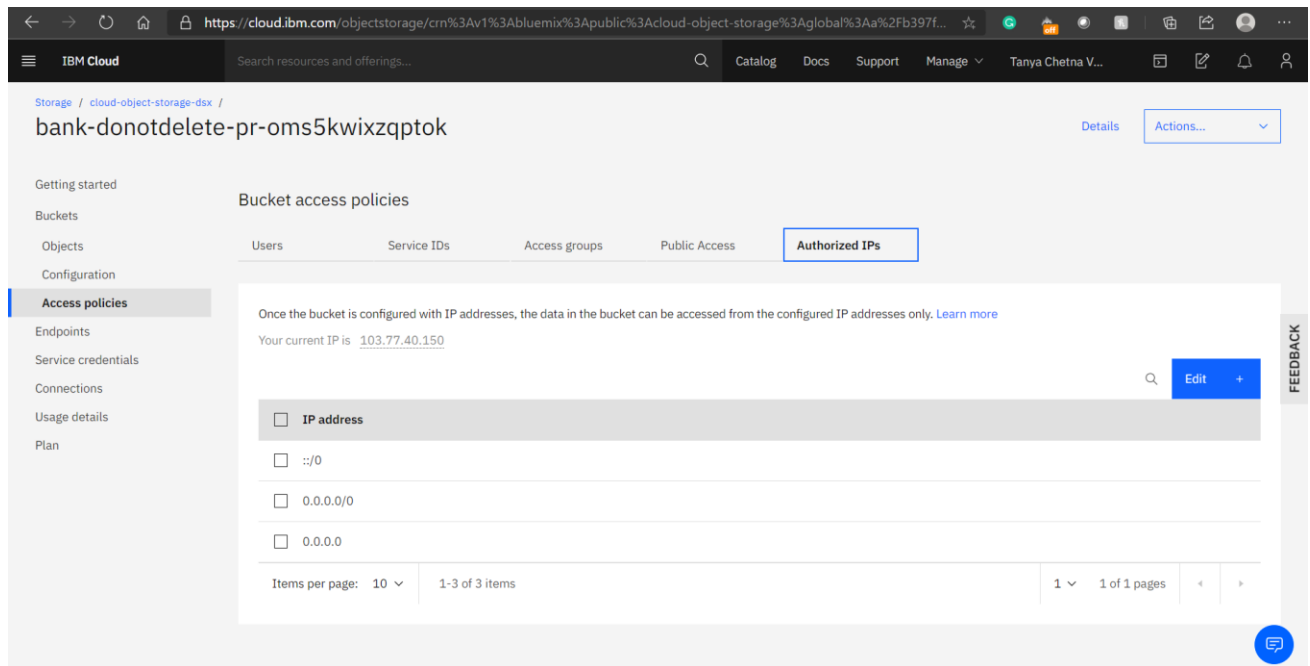 https://cloud.ibm.com/objectstorage/crn%3Av1%3Abluemix%3Apublic%3Acloud-object-storage%3Aglobal%3Aa%2Fb397f...
off
IBM Cloud
Search resources and offerings...
Catalog
Docs
Support
Manage
Tanya Chetna V...
Storage / cloud-object-storage-dsx /
bank-donotdelete-pr-oms5kwixzqptok
Details
Actions...
Getting started
Buckets
Objects
Configuration
Access policies
Endpoints
Service credentials
Connections
Usage details
Plan
Bucket access policies
Users
Service IDs
Access groups
Public Access
Authorized IPs
Once the bucket is configured with IP addresses, the data in the bucket can be accessed from the configured IP addresses only. Learn more
Your current IP is 103.77.40.150
Edit +
IP address
::/0
0.0.0.0/0
0.0.0.0
Items per page: 10
1-3 of 3 items
1
1 of 1 pages
FEEDBACK